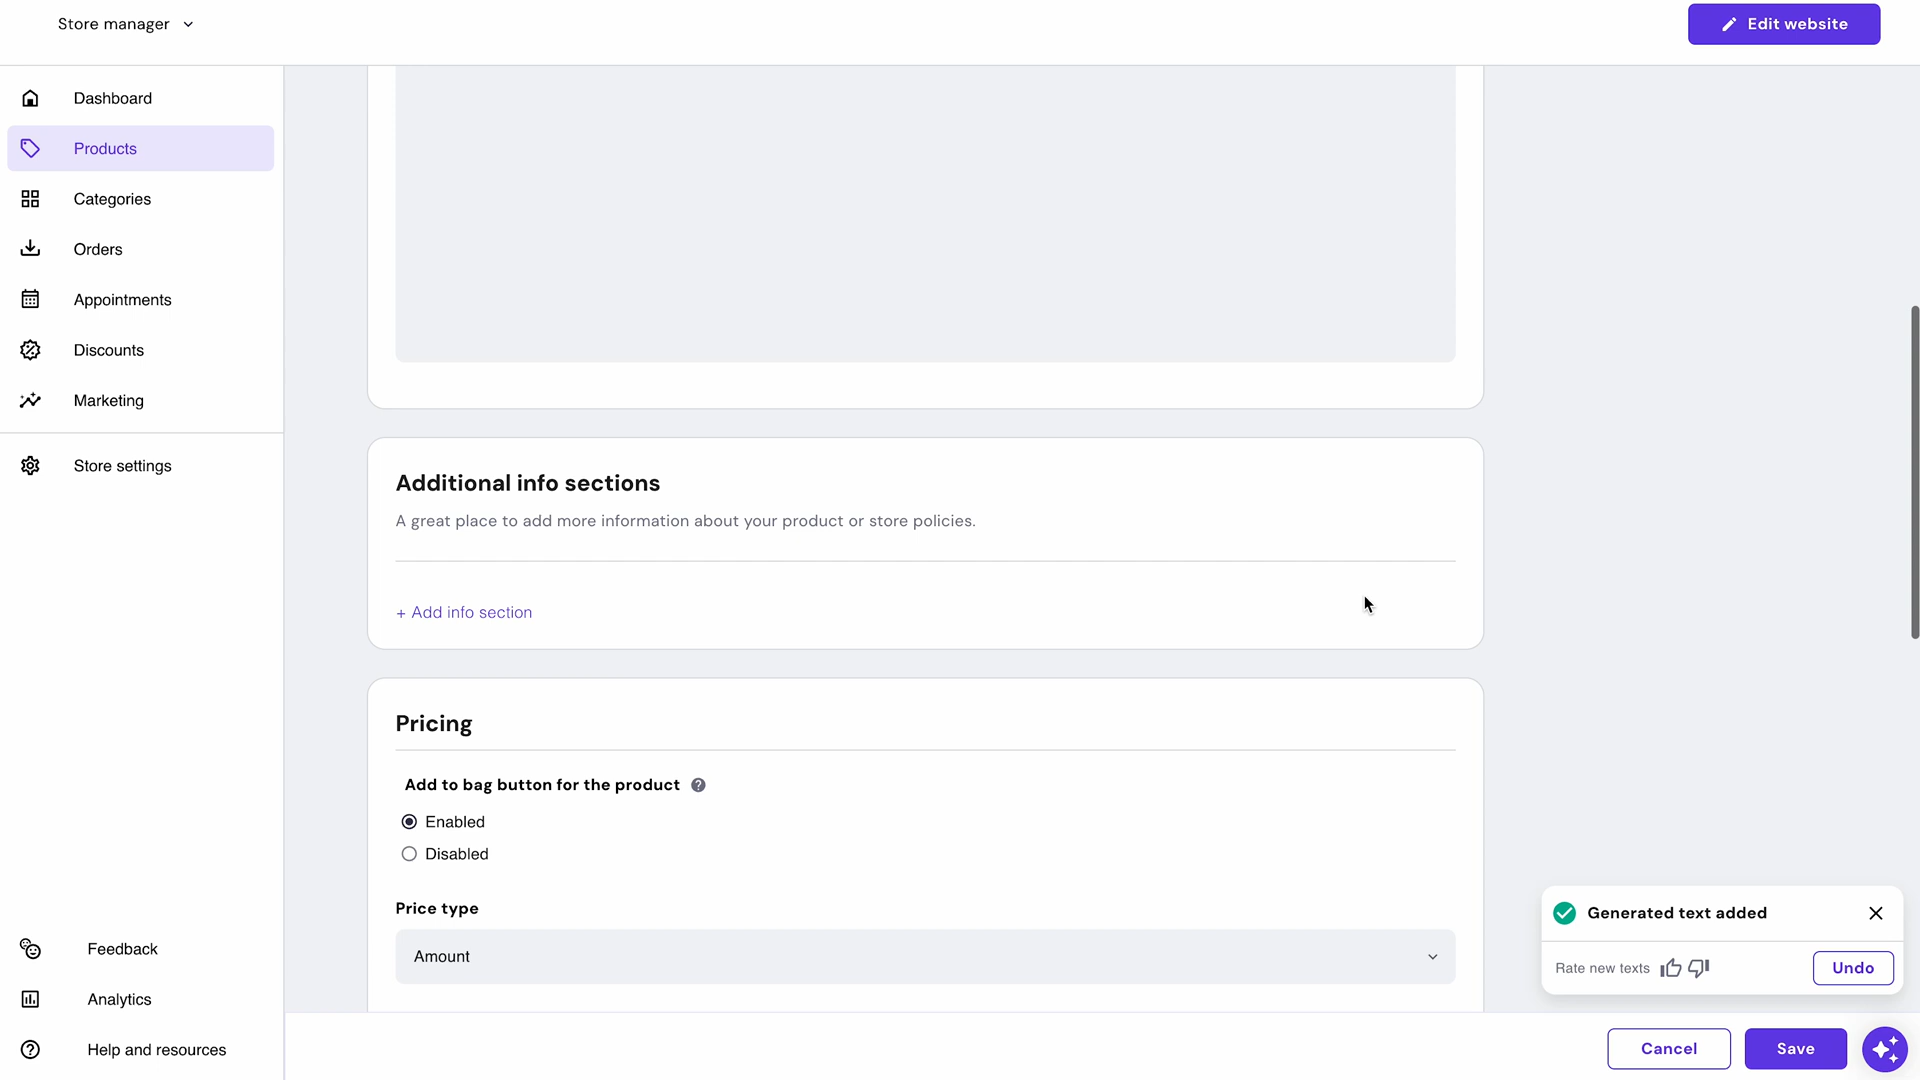 Store manager
Edit website
Dashboard
Products
Categories
Orders
Appointments
Discounts
Marketing
Store settings
Feedback
Analytics
Help and resources
Additional info sections
A great place to add more information about your product or store policies.
+ Add info section
Pricing
Add to bag button for the product ?
Enabled
Disabled
Price type
Amount
Generated text added
Rate new texts
Undo
Cancel
Save